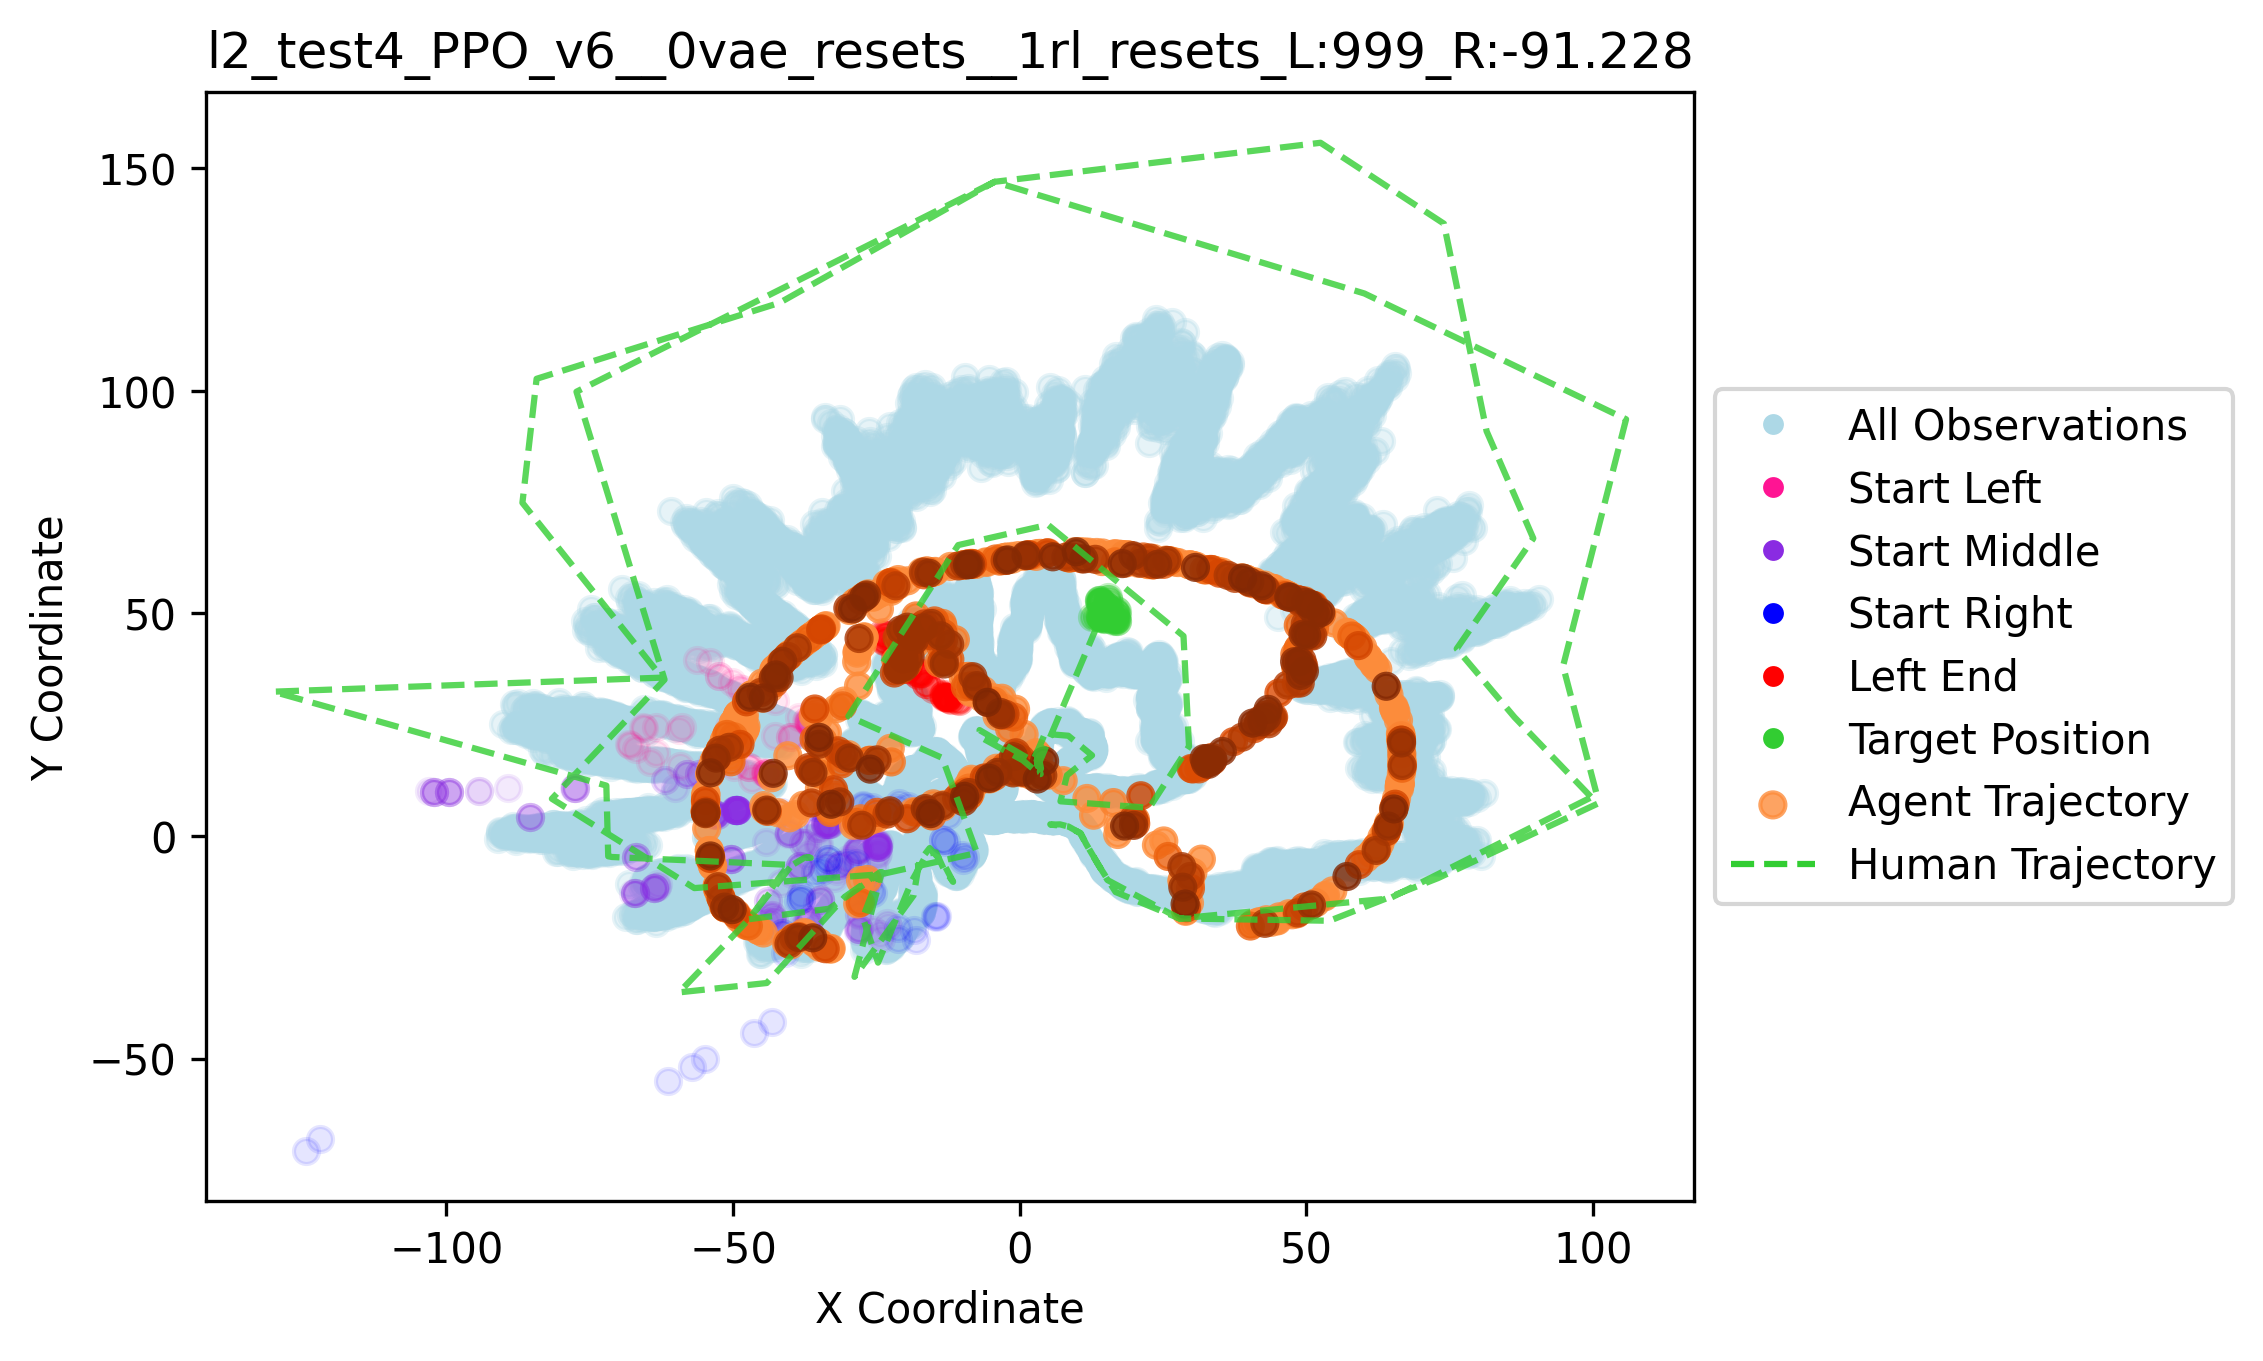 l2_test4_PPO_v6__0vae_resets__1rl_resets_L:999_R:-91.228
150
100
50
0
−50
Y Coordinate
−100
−50
0
50
100
X Coordinate
All Observations
Start Left
Start Middle
Start Right
Left End
Target Position
Agent Trajectory
Human Trajectory